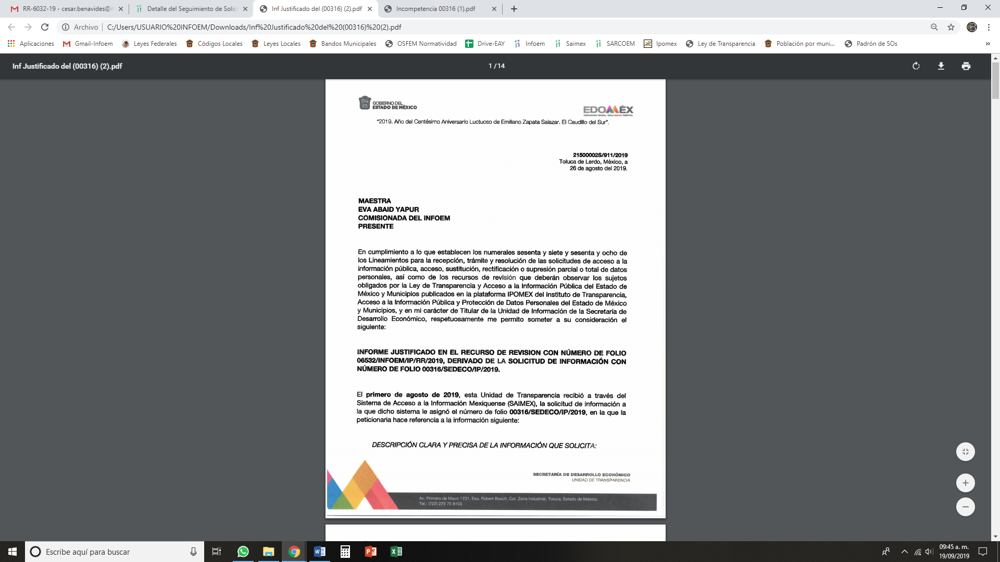 RR-6032-19 - cesar.benavides@i
Detalle del Seguimiento de Solic
Inf Justificado del (00316) (2).pdf
Incompetencia 00316 (1).pdf
Archivo
C:/Users/USUARIO%20INFOEM/Downloads/Inf%20Justificado%20del%20(00316)%20(2).pdf
Aplicaciones
Gmail-Infoem
Leyes Federales
Códigos Locales
Leyes Locales
Bandos Municipales
OSFEM Normatividad
Drive-EAY
Infoem
Saimex
SARCOEM
Ipomex
Ley de Transparencia
Población por muni...
Padrón de SOs
»
Inf Justificado del (00316) (2).pdf
1 / 14
GOBIERNO DEL
ESTADO DE MÉXICO
EDOMÉX
"2019. Año del Centésimo Aniversario Luctuoso de Emiliano Zapata Salazar. El Caudillo del Sur".
21500002S/911/2019
Toluca de Lerdo, México, a
26 de agosto del 2019.
MAESTRA
EVA ABAID YAPUR
COMISIONADA DEL INFOEM
PRESENTE
En cumplimiento a lo que establecen los numerales sesenta y siete y sesenta y ocho de
los Lineamientos para la recepción, trámite y resolución de las solicitudes de acceso a la
información pública, acceso, sustitución, rectificación o supresión parcial o total de datos
personales, así como de los recursos de revisión que deberán observar los sujetos
obligados por la Ley de Transparencia y Acceso a la Información Pública del Estado de
México y Municipios publicados en la plataforma IPOMEX del Instituto de Transparencia,
Acceso a la Información Pública y Protección de Datos Personales del Estado de México
y Municipios, y en mi carácter de Titular de la Unidad de Información de la Secretaría de
Desarrollo Económico, respetuosamente me permito someter a su consideración el
siguiente:
INFORME JUSTIFICADO EN EL RECURSO DE REVISION CON NÚMERO DE FOLIO
06532/INFOEM/IP/RR/2019, DERIVADO DE LA SOLICITUD DE INFORMACIÓN CON
NÚMERO DE FOLIO 00316/SEDECO/IP/2019.
El primero de agosto de 2019, esta Unidad de Transparencia recibió a través del
Sistema de Acceso a la Información Mexiquense (SAIMEX), la solicitud de información a
la que dicho sistema le asignó el número de folio 00316/SEDECO/IP/2019, en la que la
peticionaria hace referencia a la información siguiente:
DESCRIPCIÓN CLARA Y PRECISA DE LA INFORMACIÓN QUE SOLICITA:
SECRETARÍA DE DESARROLLO ECONÓMICO
UNIDAD DE TRANSPARENCIA
Av. Primero de Mayo 1731, Esq. Robert Bosch, Col. Zona Industrial, Toluca, Estado de México.
Tel.: (722) 275 75 8103
Escribe aquí para buscar
09:45 a. m.
19/09/2019